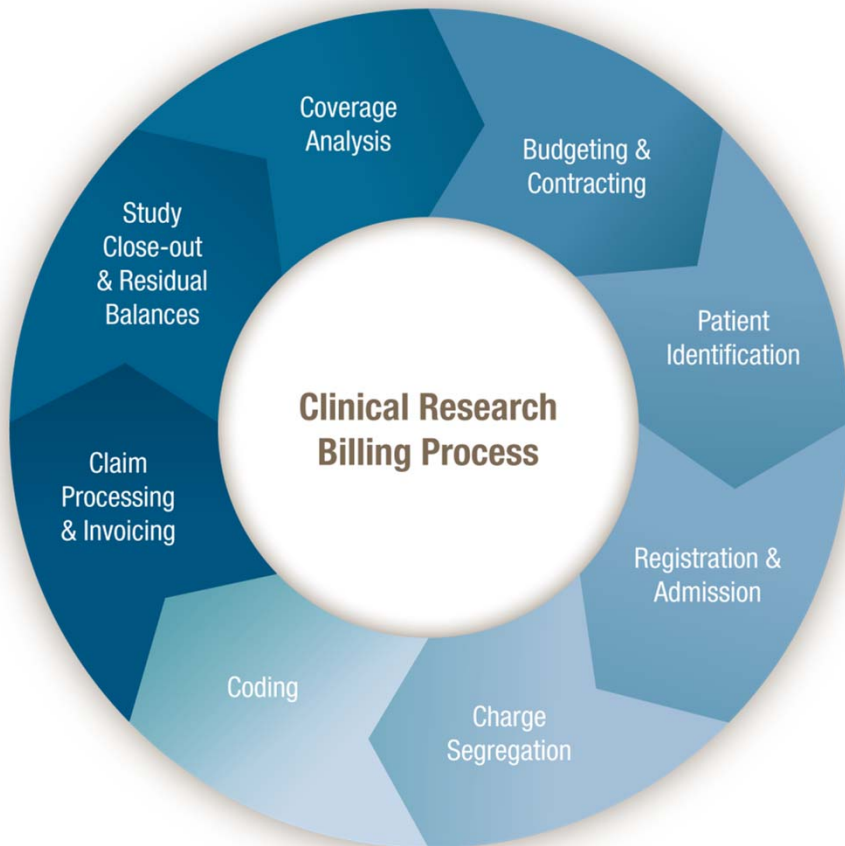 Coverage
Analysis
Budgeting &
Contracting
Patient
Identification
Registration &
Admission
Charge
Segregation
Coding
Claim
Processing
& Invoicing
Study
Close-out
& Residual
Balances
Clinical Research
Billing Process